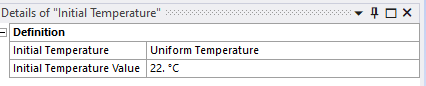 Details of "Initial Temperature"
Definition
Initial Temperature Uniform Temperature
Initial Temperature Value 22. °C